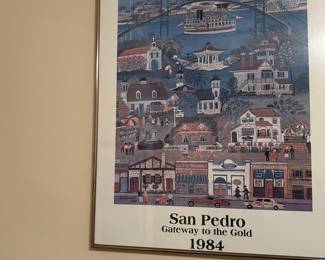 San Pedro
Gateway to the Gold
1984